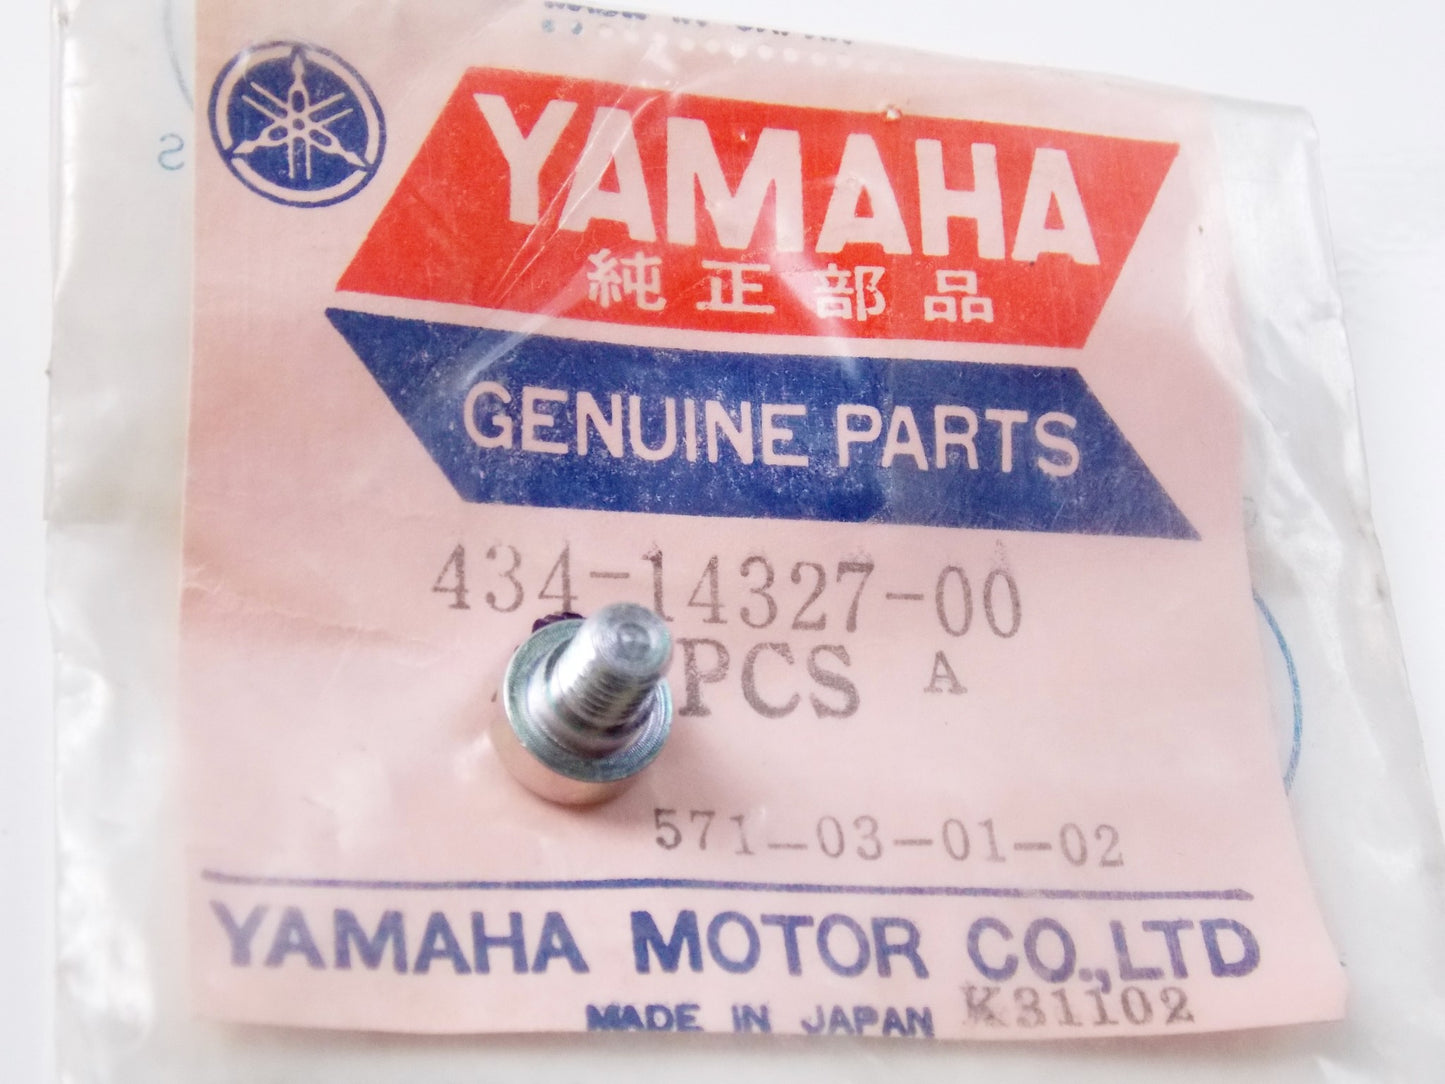 YAMAHA
純正部品
GENUINE PARTS
434-14327-00
PCS A
571-03-01-02
YAMAHA MOTOR CO.,LTD
MADE IN JAPAN K31102